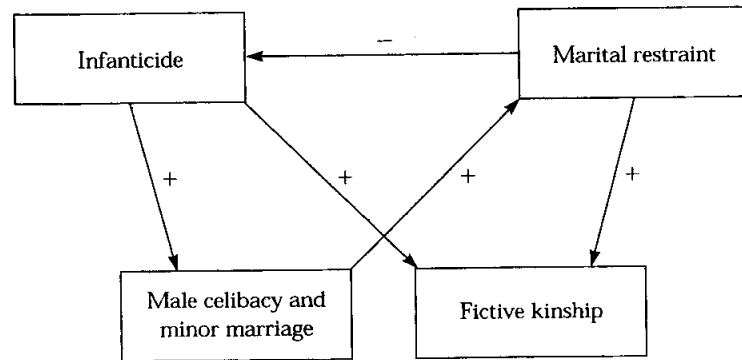 Infanticide
−
Marital restraint
+
+
+
+
Male celibacy and
minor marriage
Fictive kinship